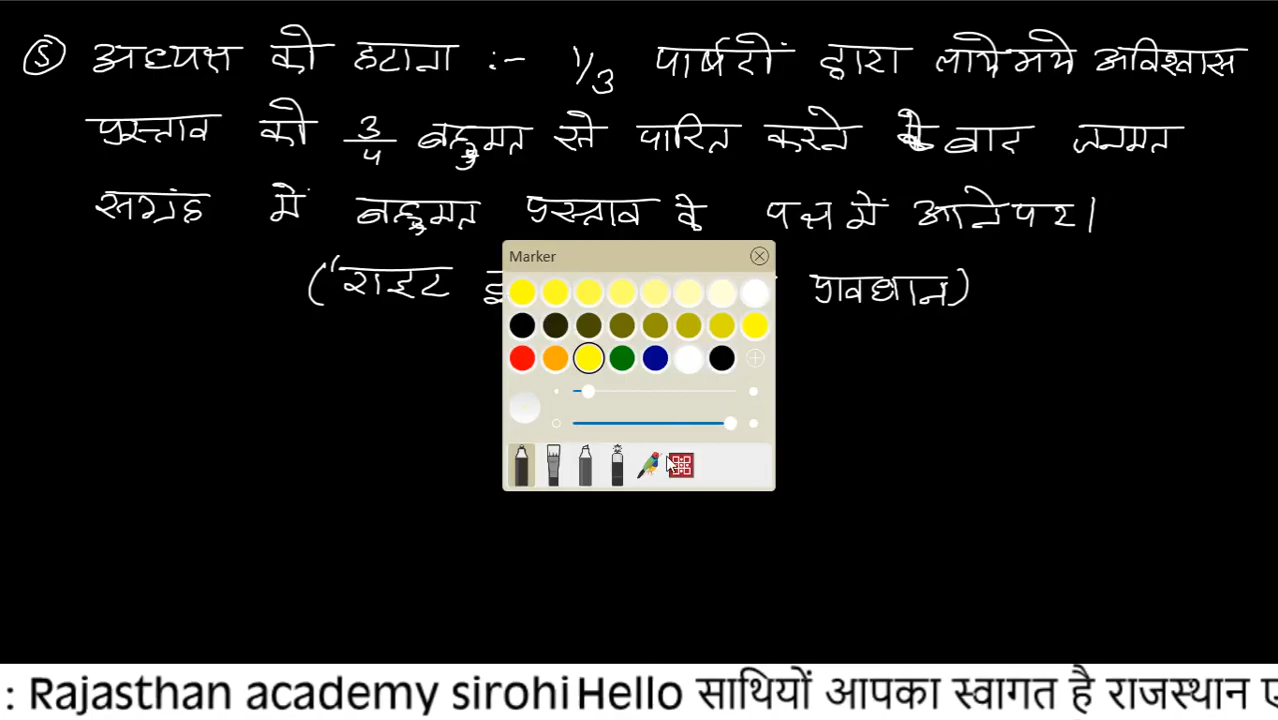 ⑤ अध्यक्ष को हटाना :- 1/3 पार्षदों द्वारा लाये गये अविश्वास
प्रस्ताव को 3/4 बहुमत से पारित करने के बाद जनमत
सग्रंह में बहुमत प्रस्ताव के पक्ष में आने पर।
("राइट प्रावधान)
Marker
: Rajasthan academy sirohi Hello साथियों आपका स्वागत है राजस्थान